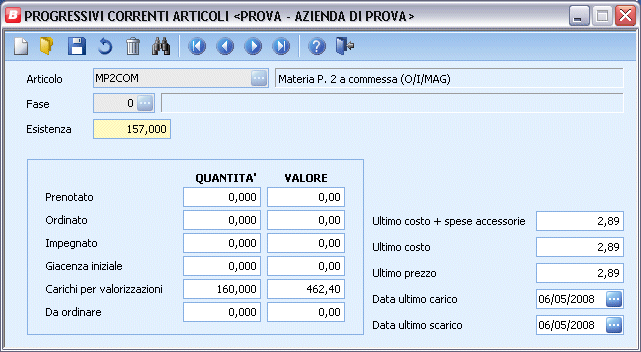 B PROGRESSIVI CORRENTI ARTICOLI <PROVA - AZIENDA DI PROVA>
Articolo MP2COM ... Materia P. 2 a commessa (O/I/MAG)
Fase 0 ...
Esistenza 157,000
QUANTITA' VALORE
Prenotato 0,000 0,00
Ordinato 0,000 0,00
Impegnato 0,000 0,00
Giacenza iniziale 0,000 0,00
Carichi per valorizzazioni 160,000 462,40
Da ordinare 0,000 0,00
Ultimo costo + spese accessorie 2,89
Ultimo costo 2,89
Ultimo prezzo 2,89
Data ultimo carico 06/05/2008 ...
Data ultimo scarico 06/05/2008 ...